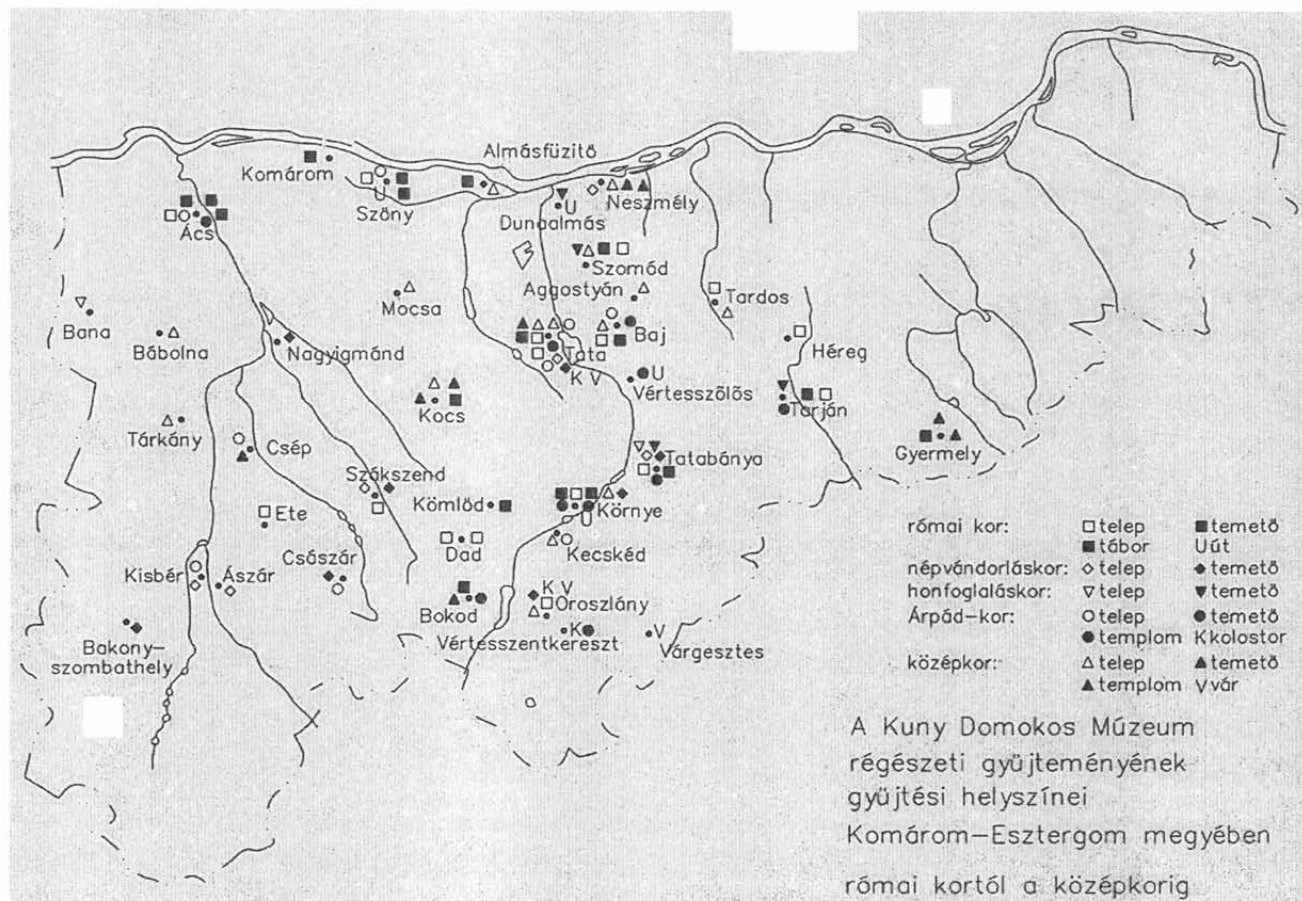 Almásfüzitő
Komárom
Szőny
U
Neszmély
Dunaalmás
U
Ács
Szomód
Aggostyán
Tardos
Mocsa
Bana
Bábolna
Nagyigmánd
Baj
Héreg
Tata
K V
U
Vértesszőlős
Kocs
Tarján
Tárkány
Csép
Gyermely
Tatabánya
Szákszend
Kömlőd
Környe
U
Ete
Dad
Kecskéd
Császár
Kisbér
Ászár
K V
Oroszlány
Bokod
Vértesszentkereszt
K
V
Várgesztes
Bakony-
szombathely
római kor: □ telep ■ temető
■ tábor U út
népvándorláskor: ◇ telep ◆ temető
honfoglaláskor: ▽ telep ▼ temető
Árpád-kor: ○ telep ● temető
● templom K kolostor
középkor: △ telep ▲ temető
▲ templom V vár
A Kuny Domokos Múzeum
régészeti gyűjteményének
gyűjtési helyszínei
Komárom-Esztergom megyében
római kortól a középkorig